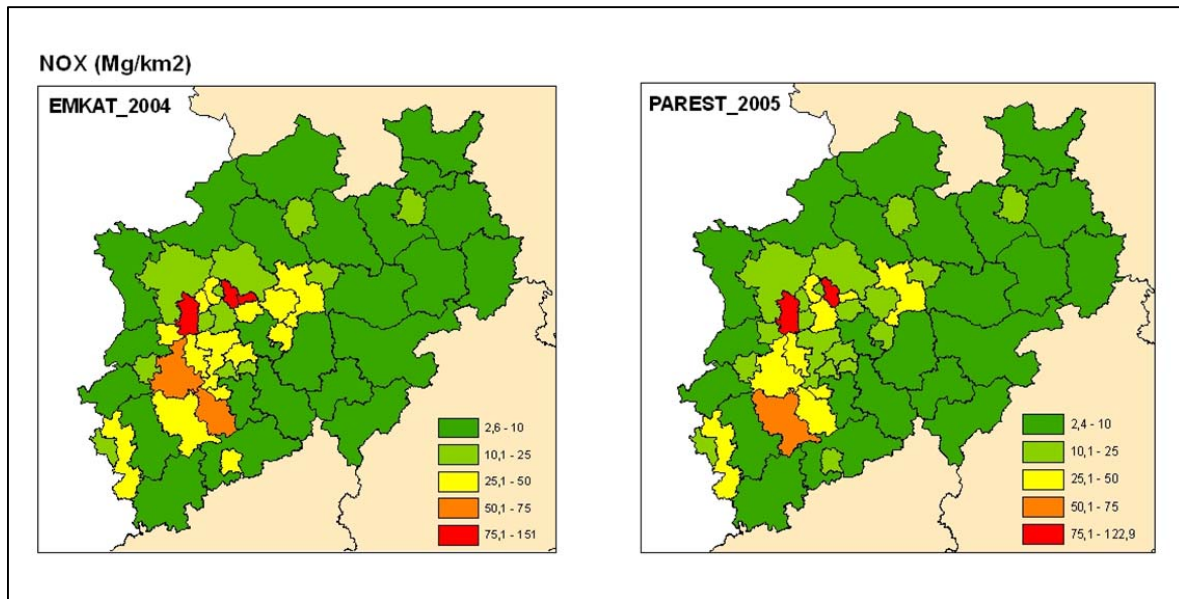 NOX (Mg/km2)
EMKAT_2004
2,6 - 10
10,1 - 25
25,1 - 50
50,1 - 75
75,1 - 151
PAREST_2005
2,4 - 10
10,1 - 25
25,1 - 50
50,1 - 75
75,1 - 122,9